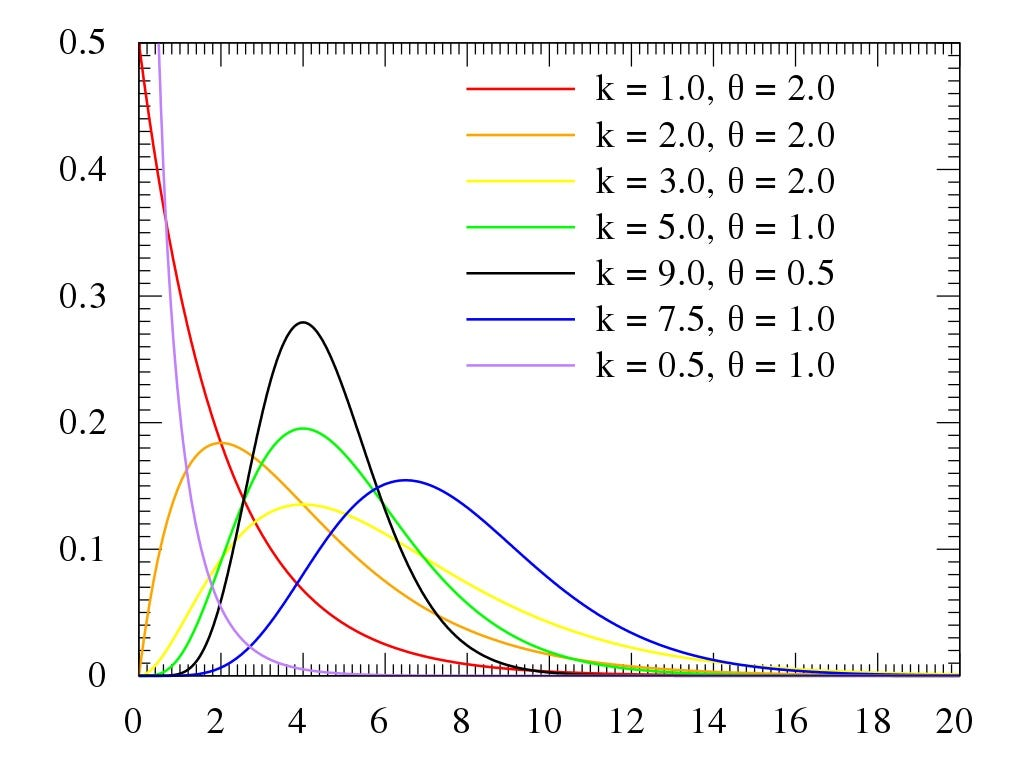 0.5
0.4
0.3
0.2
0.1
0
k = 1.0, θ = 2.0
k = 2.0, θ = 2.0
k = 3.0, θ = 2.0
k = 5.0, θ = 1.0
k = 9.0, θ = 0.5
k = 7.5, θ = 1.0
k = 0.5, θ = 1.0
0 2 4 6 8 10 12 14 16 18 20